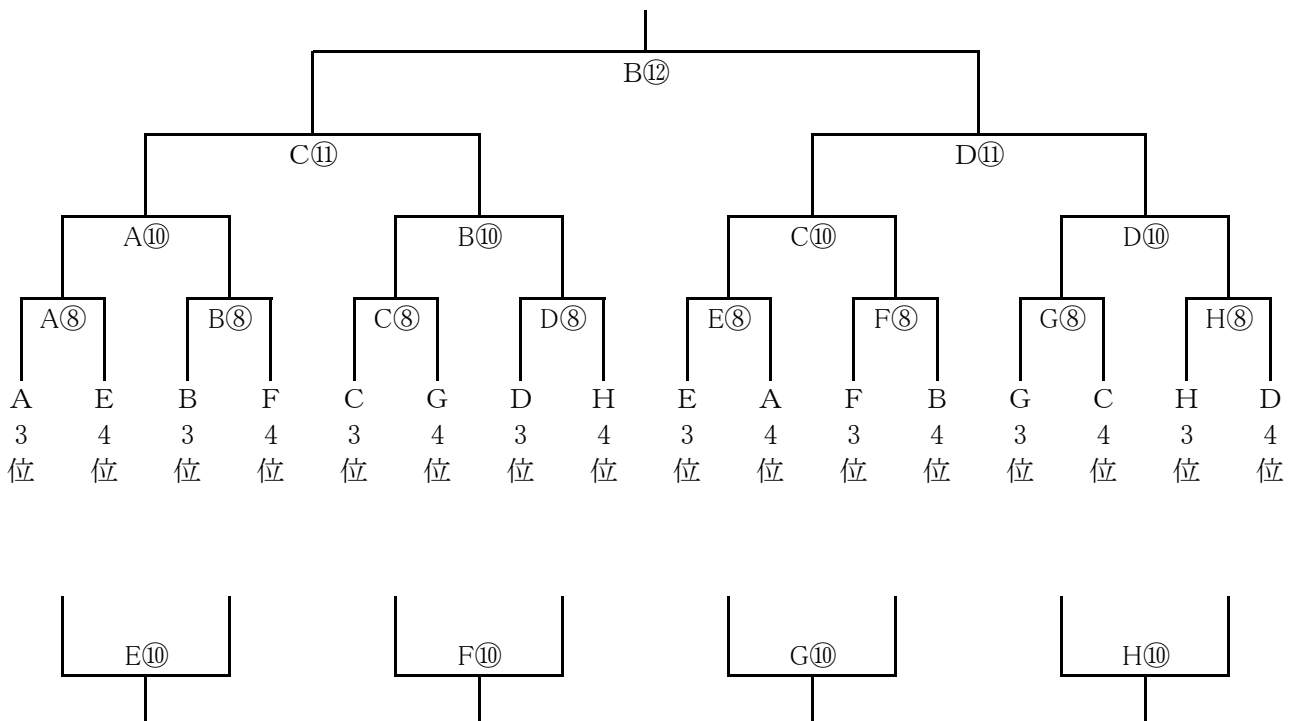 B⑫
C⑪ D⑪
A⑩ B⑩ C⑩ D⑩
A⑧ B⑧ C⑧ D⑧ E⑧ F⑧ G⑧ H⑧
A E B F C G D H E A F B G C H D
3 4 3 4 3 4 3 4 3 4 3 4 3 4 3 4
位 位 位 位 位 位 位 位 位 位 位 位 位 位 位 位
E⑩ F⑩ G⑩ H⑩